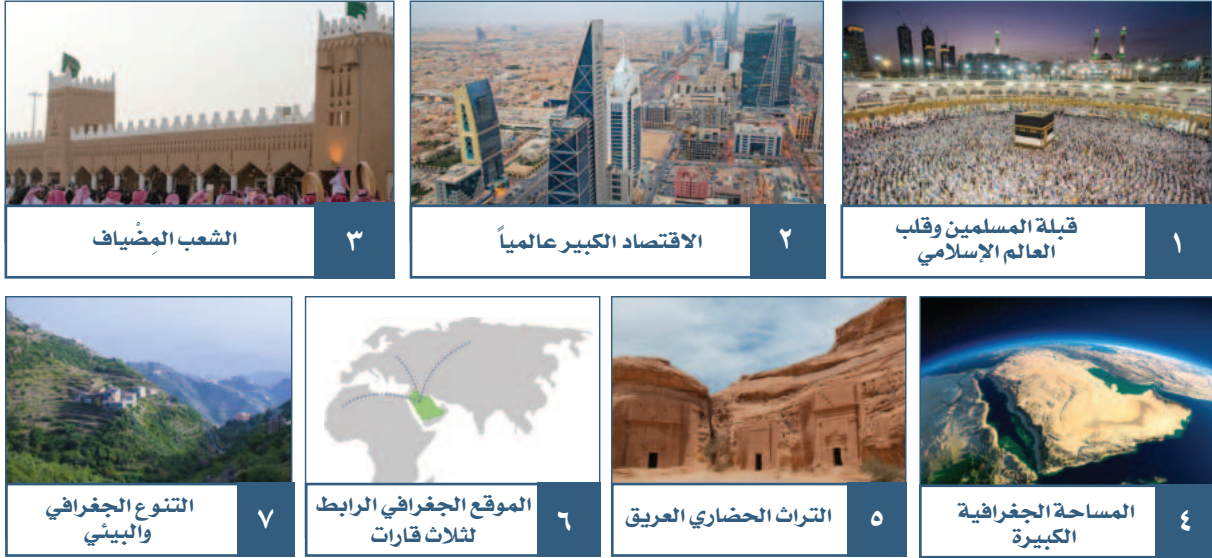 ١
قبلة المسلمين وقلب
العالم الإسلامي
٢
الاقتصاد الكبير عالمياً
٣
الشعب المِضْياف
٤
المساحة الجغرافية
الكبيرة
٥
التراث الحضاري العريق
٦
الموقع الجغرافي الرابط
لثلاث قارات
٧
التنوع الجغرافي
والبيئي